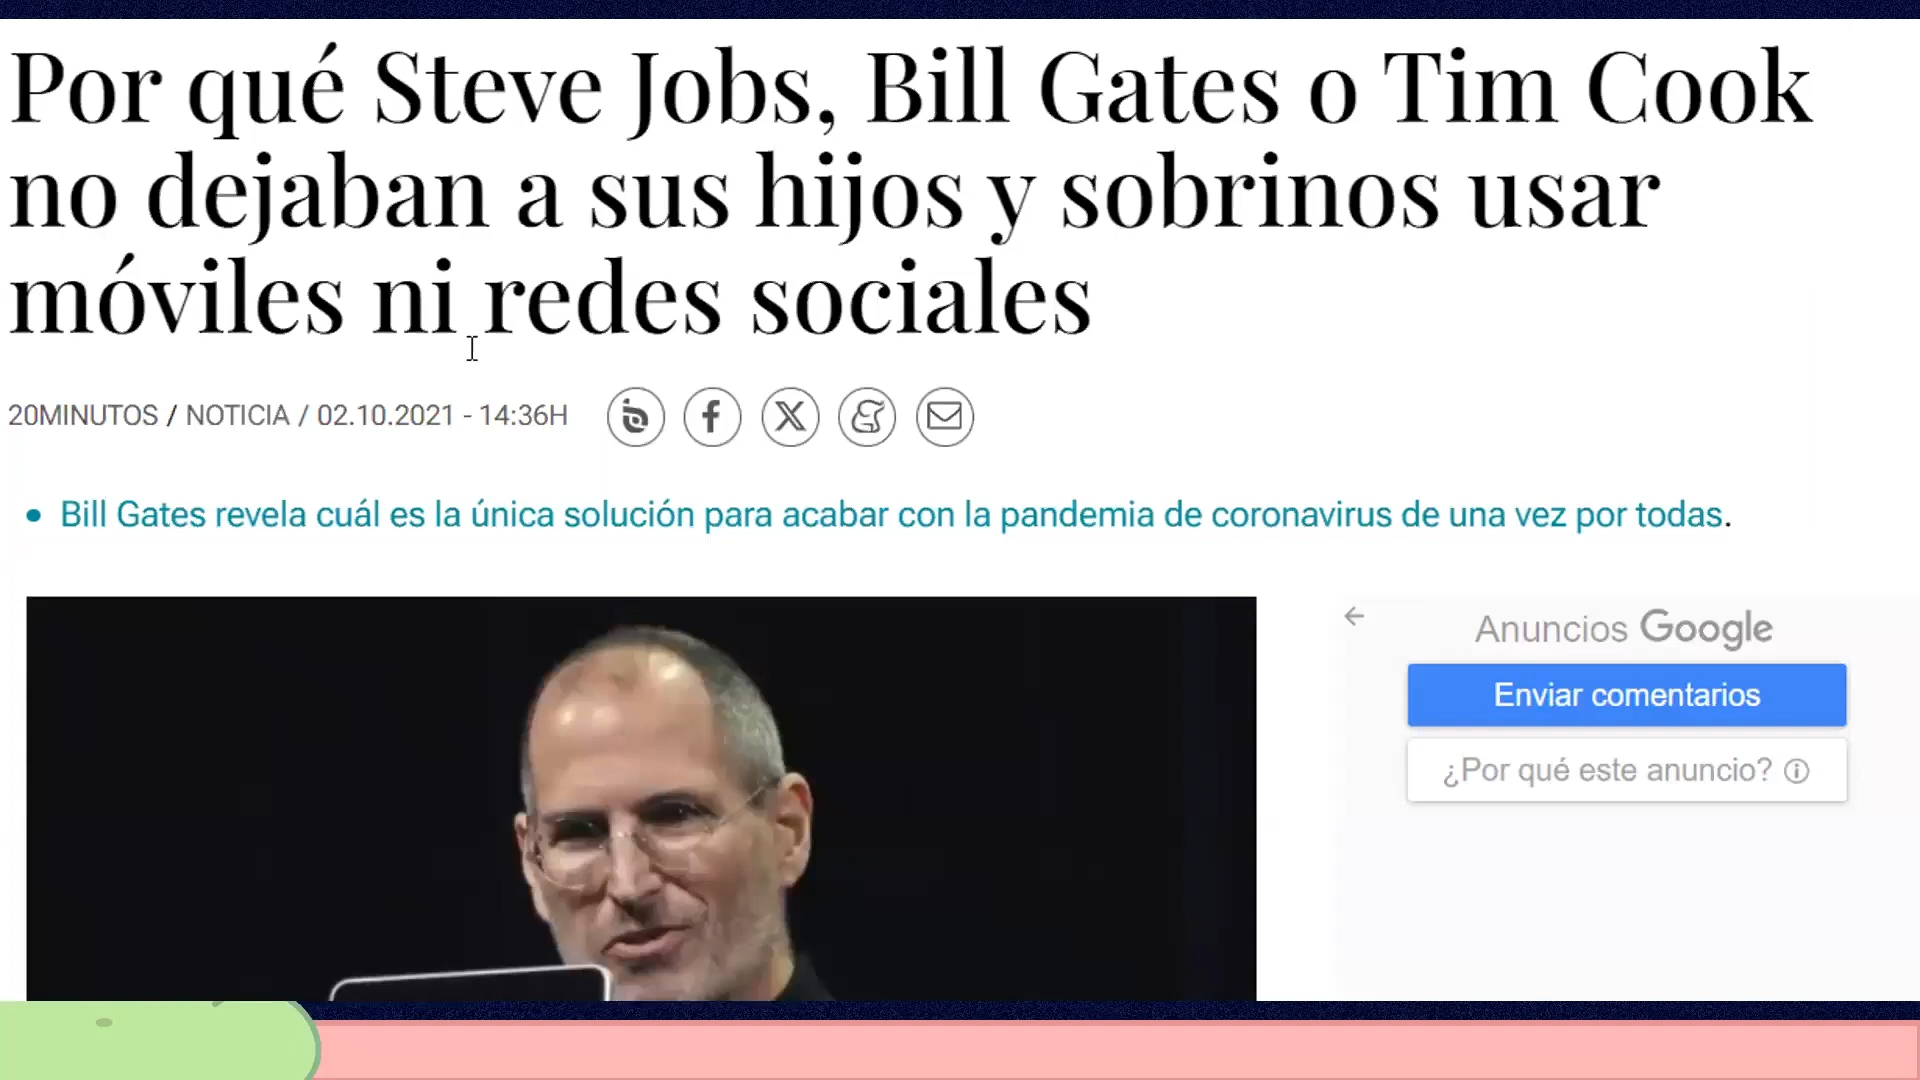 Por qué Steve Jobs, Bill Gates o Tim Cook
no dejaban a sus hijos y sobrinos usar
móviles ni redes sociales
20MINUTOS / NOTICIA / 02.10.2021 - 14:36H
Bill Gates revela cuál es la única solución para acabar con la pandemia de coronavirus de una vez por todas.
Anuncios Google
Enviar comentarios
¿Por qué este anuncio?